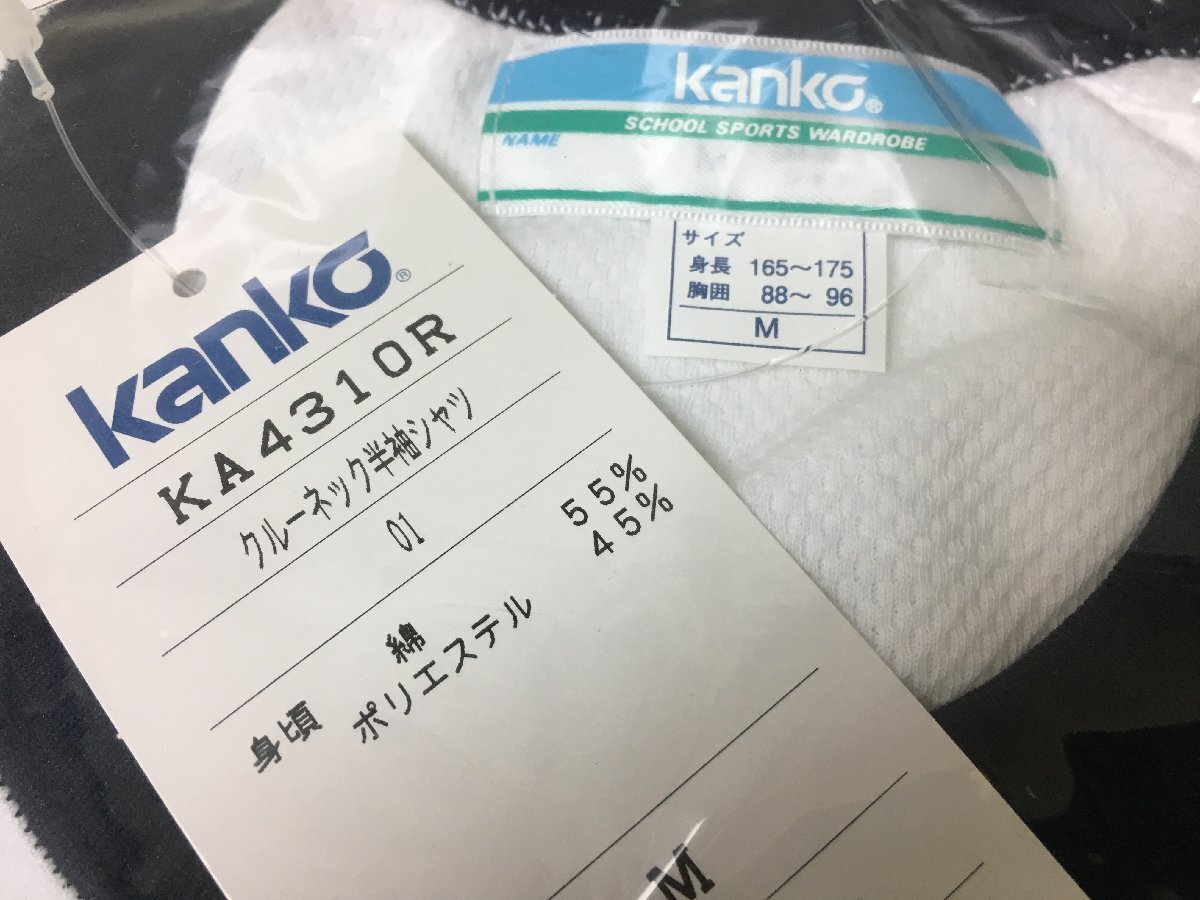 kanko®
SCHOOL SPORTS WARDROBE
NAME
サイズ
身長 165～175
胸囲 88～ 96
M
kanko®
KA4310R
クルーネック半袖シャツ
01
身頃 綿 55%
ポリエステル 45%
M